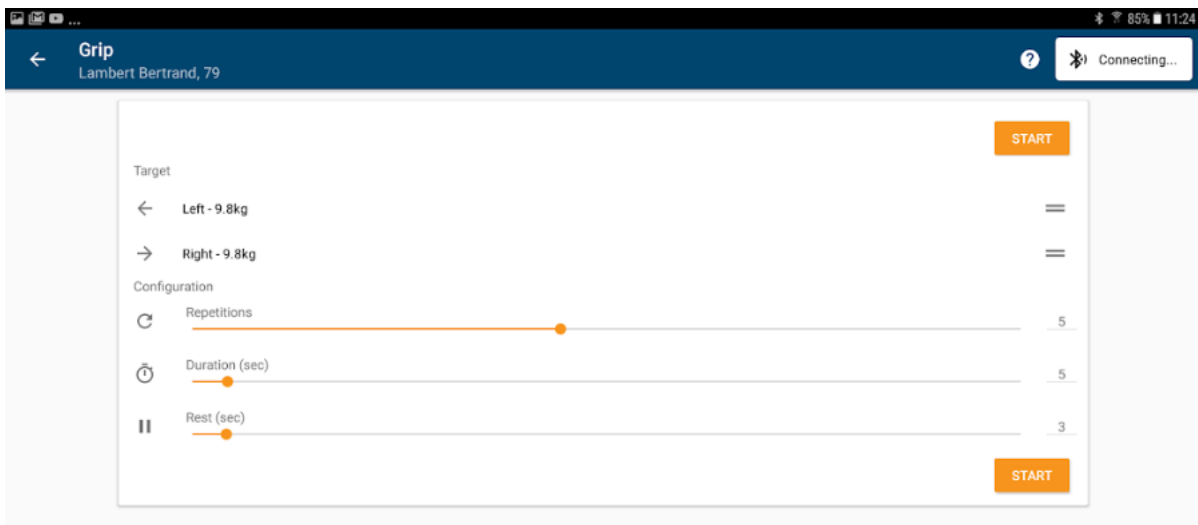 ... 85% 11:24
Grip
Lambert Bertrand, 79
? Connecting...
START
Target
Left - 9.8kg
Right - 9.8kg
Configuration
Repetitions
5
Duration (sec)
5
Rest (sec)
3
START